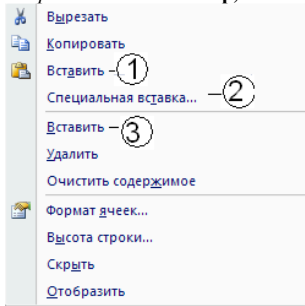 Вырезать
Копировать
Вставить – 1
Специальная вставка... – 2
Вставить – 3
Удалить
Очистить содержимое
Формат ячеек...
Высота строки...
Скрыть
Отобразить